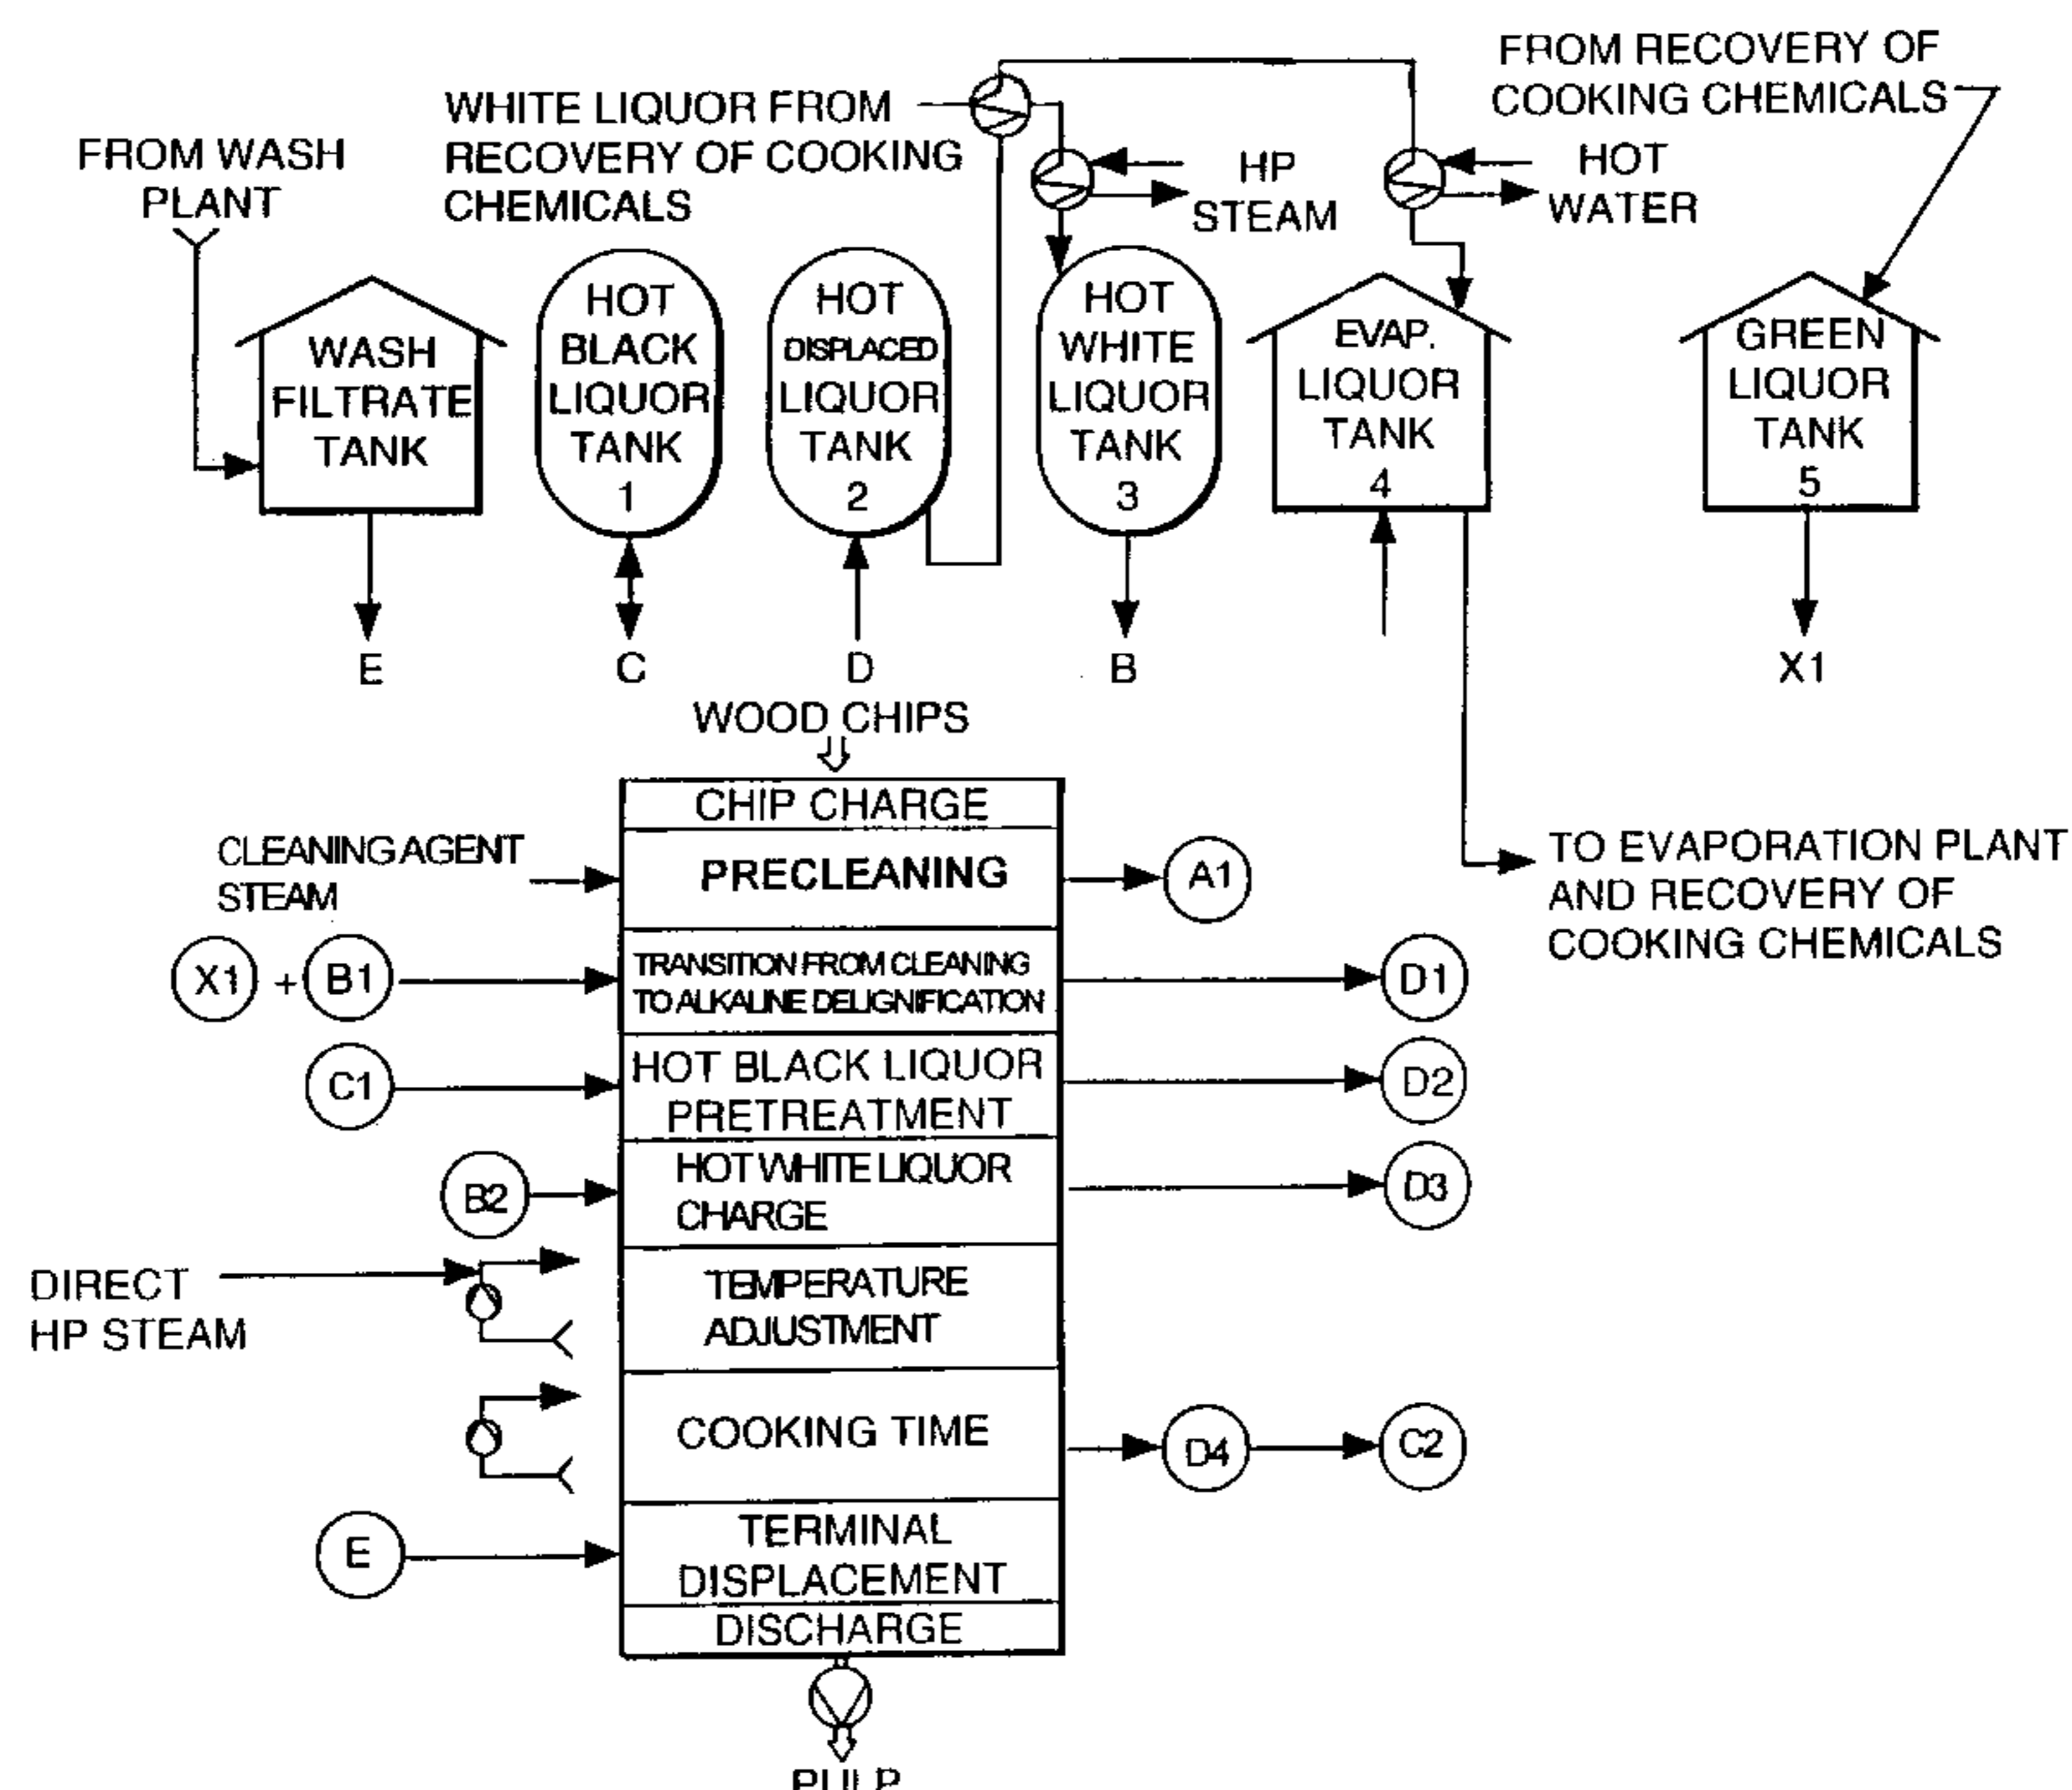 FROM RECOVERY OF
COOKING CHEMICALS
WHITE LIQUOR FROM
RECOVERY OF COOKING
CHEMICALS
FROM WASH
PLANT
HP
STEAM
HOT
WATER
WASH
FILTRATE
TANK
HOT
BLACK
LIQUOR
TANK
1
HOT
DISPLACED
LIQUOR
TANK
2
HOT
WHITE
LIQUOR
TANK
3
EVAP.
LIQUOR
TANK
4
GREEN
LIQUOR
TANK
5
E
C
D
B
X1
WOOD CHIPS
CHIP CHARGE
CLEANING AGENT
STEAM
PRECLEANING
A1
TO EVAPORATION PLANT
AND RECOVERY OF
COOKING CHEMICALS
X1 + B1
TRANSITION FROM CLEANING
TO ALKALINE DELIGNIFICATION
D1
C1
HOT BLACK LIQUOR
PRETREATMENT
D2
B2
HOT WHITE LIQUOR
CHARGE
D3
DIRECT
HP STEAM
TEMPERATURE
ADJUSTMENT
COOKING TIME
D4
C2
E
TERMINAL
DISPLACEMENT
DISCHARGE
PULP